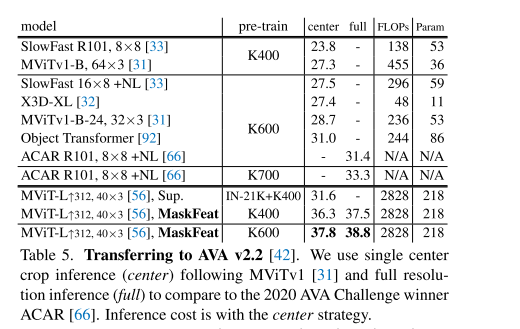 model pre-train center full FLOPs Param
SlowFast R101, 8×8 [33] K400 23.8 - 138 53
MViTv1-B, 64×3 [31] 27.3 - 455 36
SlowFast 16×8 +NL [33] K600 27.5 - 296 59
X3D-XL [32] 27.4 - 48 11
MViTv1-B-24, 32×3 [31] 28.7 - 236 53
Object Transformer [92] 31.0 - 244 86
ACAR R101, 8×8 +NL [66] - 31.4 N/A N/A
ACAR R101, 8×8 +NL [66] K700 - 33.3 N/A N/A
MViT-L↑312, 40×3 [56], Sup. IN-21K+K400 31.6 - 2828 218
MViT-L↑312, 40×3 [56], MaskFeat K400 36.3 37.5 2828 218
MViT-L↑312, 40×3 [56], MaskFeat K600 37.8 38.8 2828 218
Table 5. Transferring to AVA v2.2 [42]. We use single center
crop inference (center) following MViTv1 [31] and full resolu-
tion inference (full) to compare to the 2020 AVA Challenge winner
ACAR [66]. Inference cost is with the center strategy.